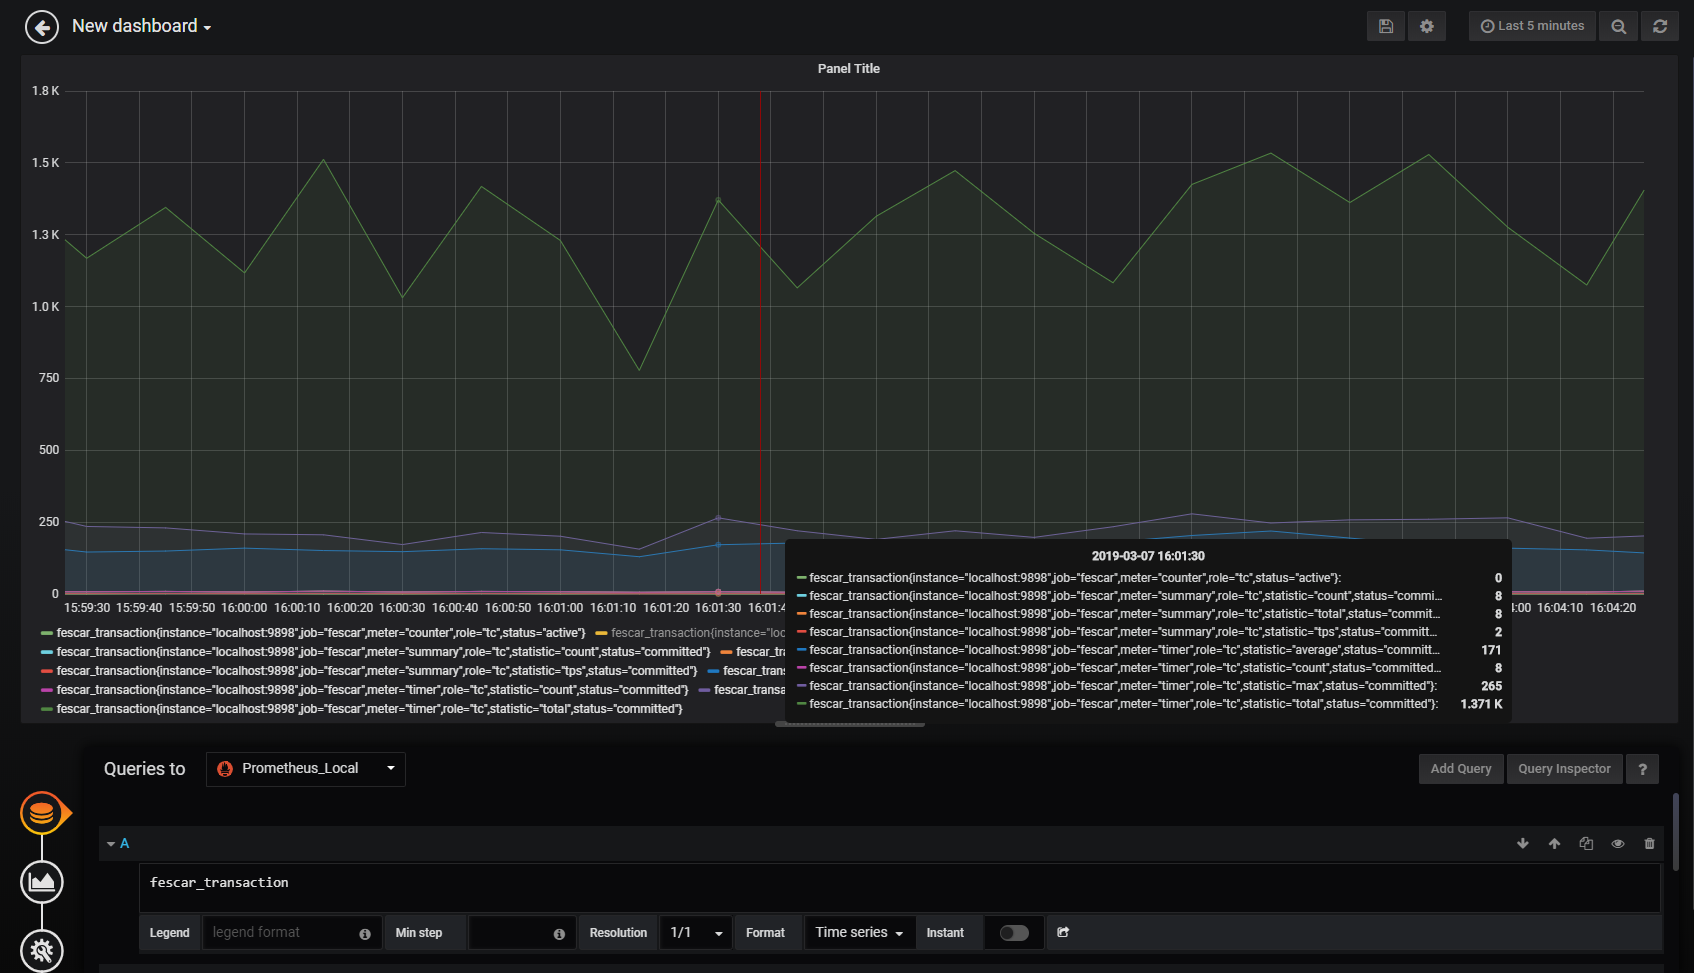 New dashboard
Last 5 minutes
Panel Title
1.8 K
1.5 K
1.3 K
1.0 K
750
500
250
0
15:59:30 15:59:40 15:59:50 16:00:00 16:00:10 16:00:20 16:00:30 16:00:40 16:00:50 16:01:00 16:01:10 16:01:20 16:01:30 16:01:4 :00 16:04:10 16:04:20
2019-03-07 16:01:30
fescar_transaction{instance="localhost:9898",job="fescar",meter="counter",role="tc",status="active"}: 0
fescar_transaction{instance="localhost:9898",job="fescar",meter="summary",role="tc",statistic="count",status="commi... 8
fescar_transaction{instance="localhost:9898",job="fescar",meter="summary",role="tc",statistic="total",status="committ... 8
fescar_transaction{instance="localhost:9898",job="fescar",meter="summary",role="tc",statistic="tps",status="committ... 2
fescar_transaction{instance="localhost:9898",job="fescar",meter="timer",role="tc",statistic="average",status="committ... 171
fescar_transaction{instance="localhost:9898",job="fescar",meter="timer",role="tc",statistic="count",status="committed... 8
fescar_transaction{instance="localhost:9898",job="fescar",meter="timer",role="tc",statistic="max",status="committed"}: 265
fescar_transaction{instance="localhost:9898",job="fescar",meter="timer",role="tc",statistic="total",status="committed"}: 1.371 K
fescar_transaction{instance="localhost:9898",job="fescar",meter="counter",role="tc",status="active"} fescar_transaction{instance="loc
fescar_transaction{instance="localhost:9898",job="fescar",meter="summary",role="tc",statistic="count",status="committed"} fescar_tr
fescar_transaction{instance="localhost:9898",job="fescar",meter="summary",role="tc",statistic="tps",status="committed"} fescar_tran
fescar_transaction{instance="localhost:9898",job="fescar",meter="timer",role="tc",statistic="count",status="committed"} fescar_transa
fescar_transaction{instance="localhost:9898",job="fescar",meter="timer",role="tc",statistic="total",status="committed"}
Queries to Prometheus_Local
Add Query Query Inspector ?
A
fescar_transaction
Legend legend format Min step Resolution 1/1 Format Time series Instant